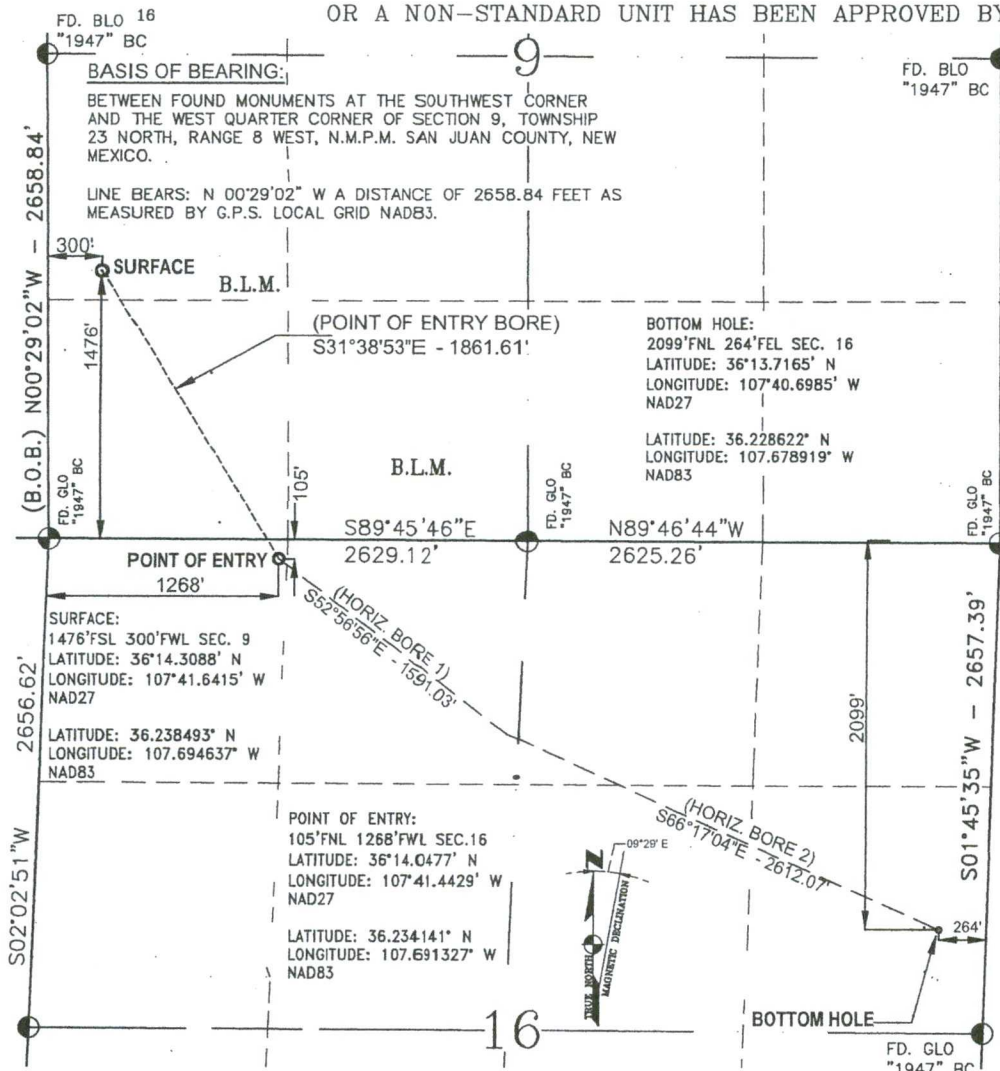 OR A NON-STANDARD UNIT HAS BEEN APPROVED BY
FD. BLO 16
"1947" BC
9
FD. BLO
"1947" BC
BASIS OF BEARING:
BETWEEN FOUND MONUMENTS AT THE SOUTHWEST CORNER
AND THE WEST QUARTER CORNER OF SECTION 9, TOWNSHIP
23 NORTH, RANGE 8 WEST, N.M.P.M. SAN JUAN COUNTY, NEW
MEXICO.
LINE BEARS: N 00°29'02" W A DISTANCE OF 2658.84 FEET AS
MEASURED BY G.P.S. LOCAL GRID NAD83.
(B.O.B.) N00°29'02"W - 2658.84'
300'
SURFACE
B.L.M.
1476'
(POINT OF ENTRY BORE)
S31°38'53"E - 1861.61'
BOTTOM HOLE:
2099'FNL 264'FEL SEC. 16
LATITUDE: 36°13.7165' N
LONGITUDE: 107°40.6985' W
NAD27
LATITUDE: 36.228622° N
LONGITUDE: 107.678919° W
NAD83
FD. GLO
"1947" BC
B.L.M.
105'
S89°45'46"E
2629.12'
FD. GLO
"1947" BC
N89°46'44"W
2625.26'
FD. GLO
"1947" BC
POINT OF ENTRY
1268'
(HORIZ. BORE 1)
S52°56'56"E - 1591.03'
SURFACE:
1476'FSL 300'FWL SEC. 9
LATITUDE: 36°14.3088' N
LONGITUDE: 107°41.6415' W
NAD27
LATITUDE: 36.238493° N
LONGITUDE: 107.694637° W
NAD83
S02°02'51"W
2656.62'
2099'
S01°45'35"W - 2657.39'
POINT OF ENTRY:
105'FNL 1268'FWL SEC.16
LATITUDE: 36°14.0477' N
LONGITUDE: 107°41.4429' W
NAD27
LATITUDE: 36.234141° N
LONGITUDE: 107.691327° W
NAD83
(HORIZ. BORE 2)
S66°17'04"E - 2612.07'
N
09°29' E
TRUE NORTH
MAGNETIC DECLINATION
264'
BOTTOM HOLE
16
FD. GLO
"1947" BC